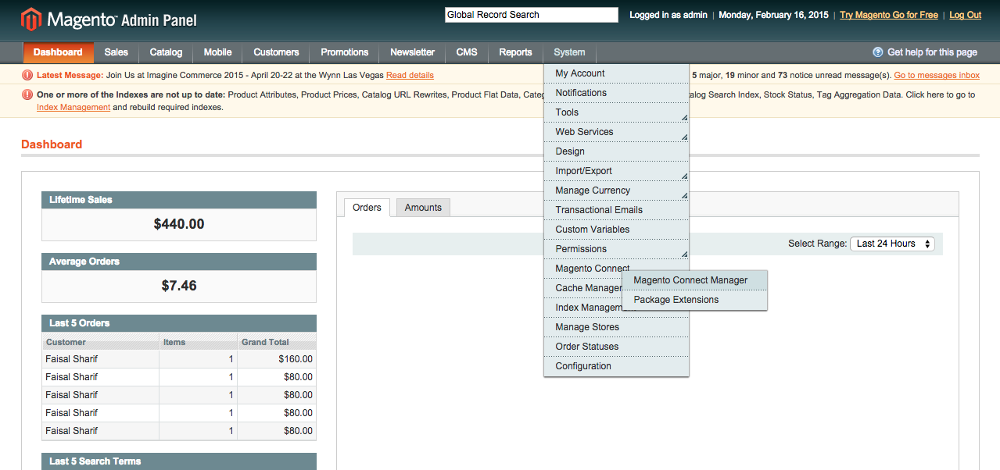 Magento™ Admin Panel
Global Record Search
Logged in as admin | Monday, February 16, 2015 | Try Magento Go for Free | Log Out
Dashboard Sales Catalog Mobile Customers Promotions Newsletter CMS Reports System
Get help for this page
Latest Message: Join Us at Imagine Commerce 2015 - April 20-22 at the Wynn Las Vegas Read details
5 major, 19 minor and 73 notice unread message(s). Go to messages inbox
One or more of the Indexes are not up to date: Product Attributes, Product Prices, Catalog URL Rewrites, Product Flat Data, Categ
alog Search Index, Stock Status, Tag Aggregation Data. Click here to go to
Index Management and rebuild required indexes.
My Account
Notifications
Tools
Web Services
Design
Import/Export
Manage Currency
Transactional Emails
Custom Variables
Permissions
Magento Connect
Magento Connect Manager
Package Extensions
Cache Manager
Index Managem
Manage Stores
Order Statuses
Configuration
Dashboard
Lifetime Sales
$440.00
Average Orders
$7.46
Last 5 Orders
Customer Items Grand Total
Faisal Sharif 1 $160.00
Faisal Sharif 1 $80.00
Faisal Sharif 1 $80.00
Faisal Sharif 1 $80.00
Faisal Sharif 1 $80.00
Last 5 Search Terms
Orders Amounts
Select Range: Last 24 Hours